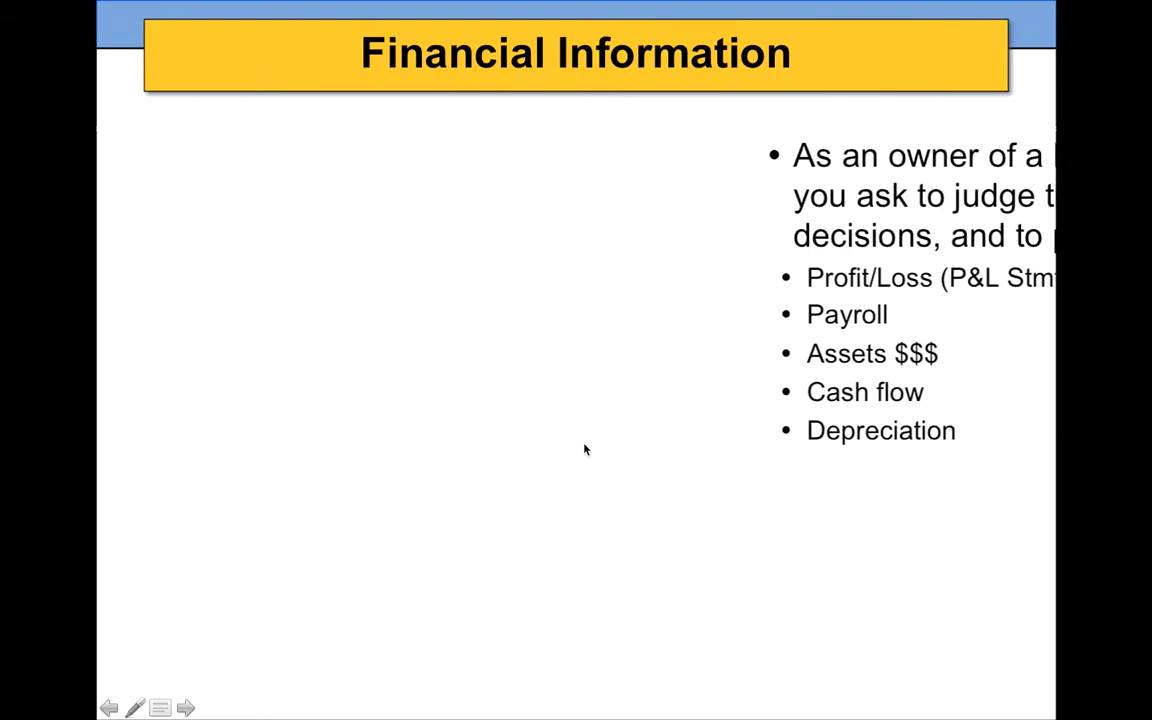 Financial Information
• As an owner of a
you ask to judge
decisions, and to
• Profit/Loss (P&L
• Payroll
• Assets $$$
• Cash flow
• Depreciation